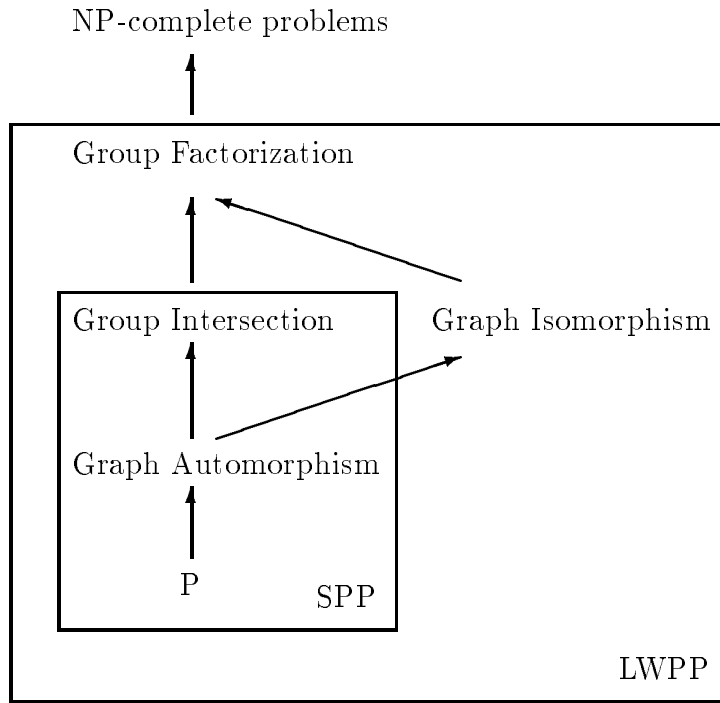 NP-complete problems
Group Factorization
Group Intersection
Graph Isomorphism
Graph Automorphism
P
SPP
LWPP